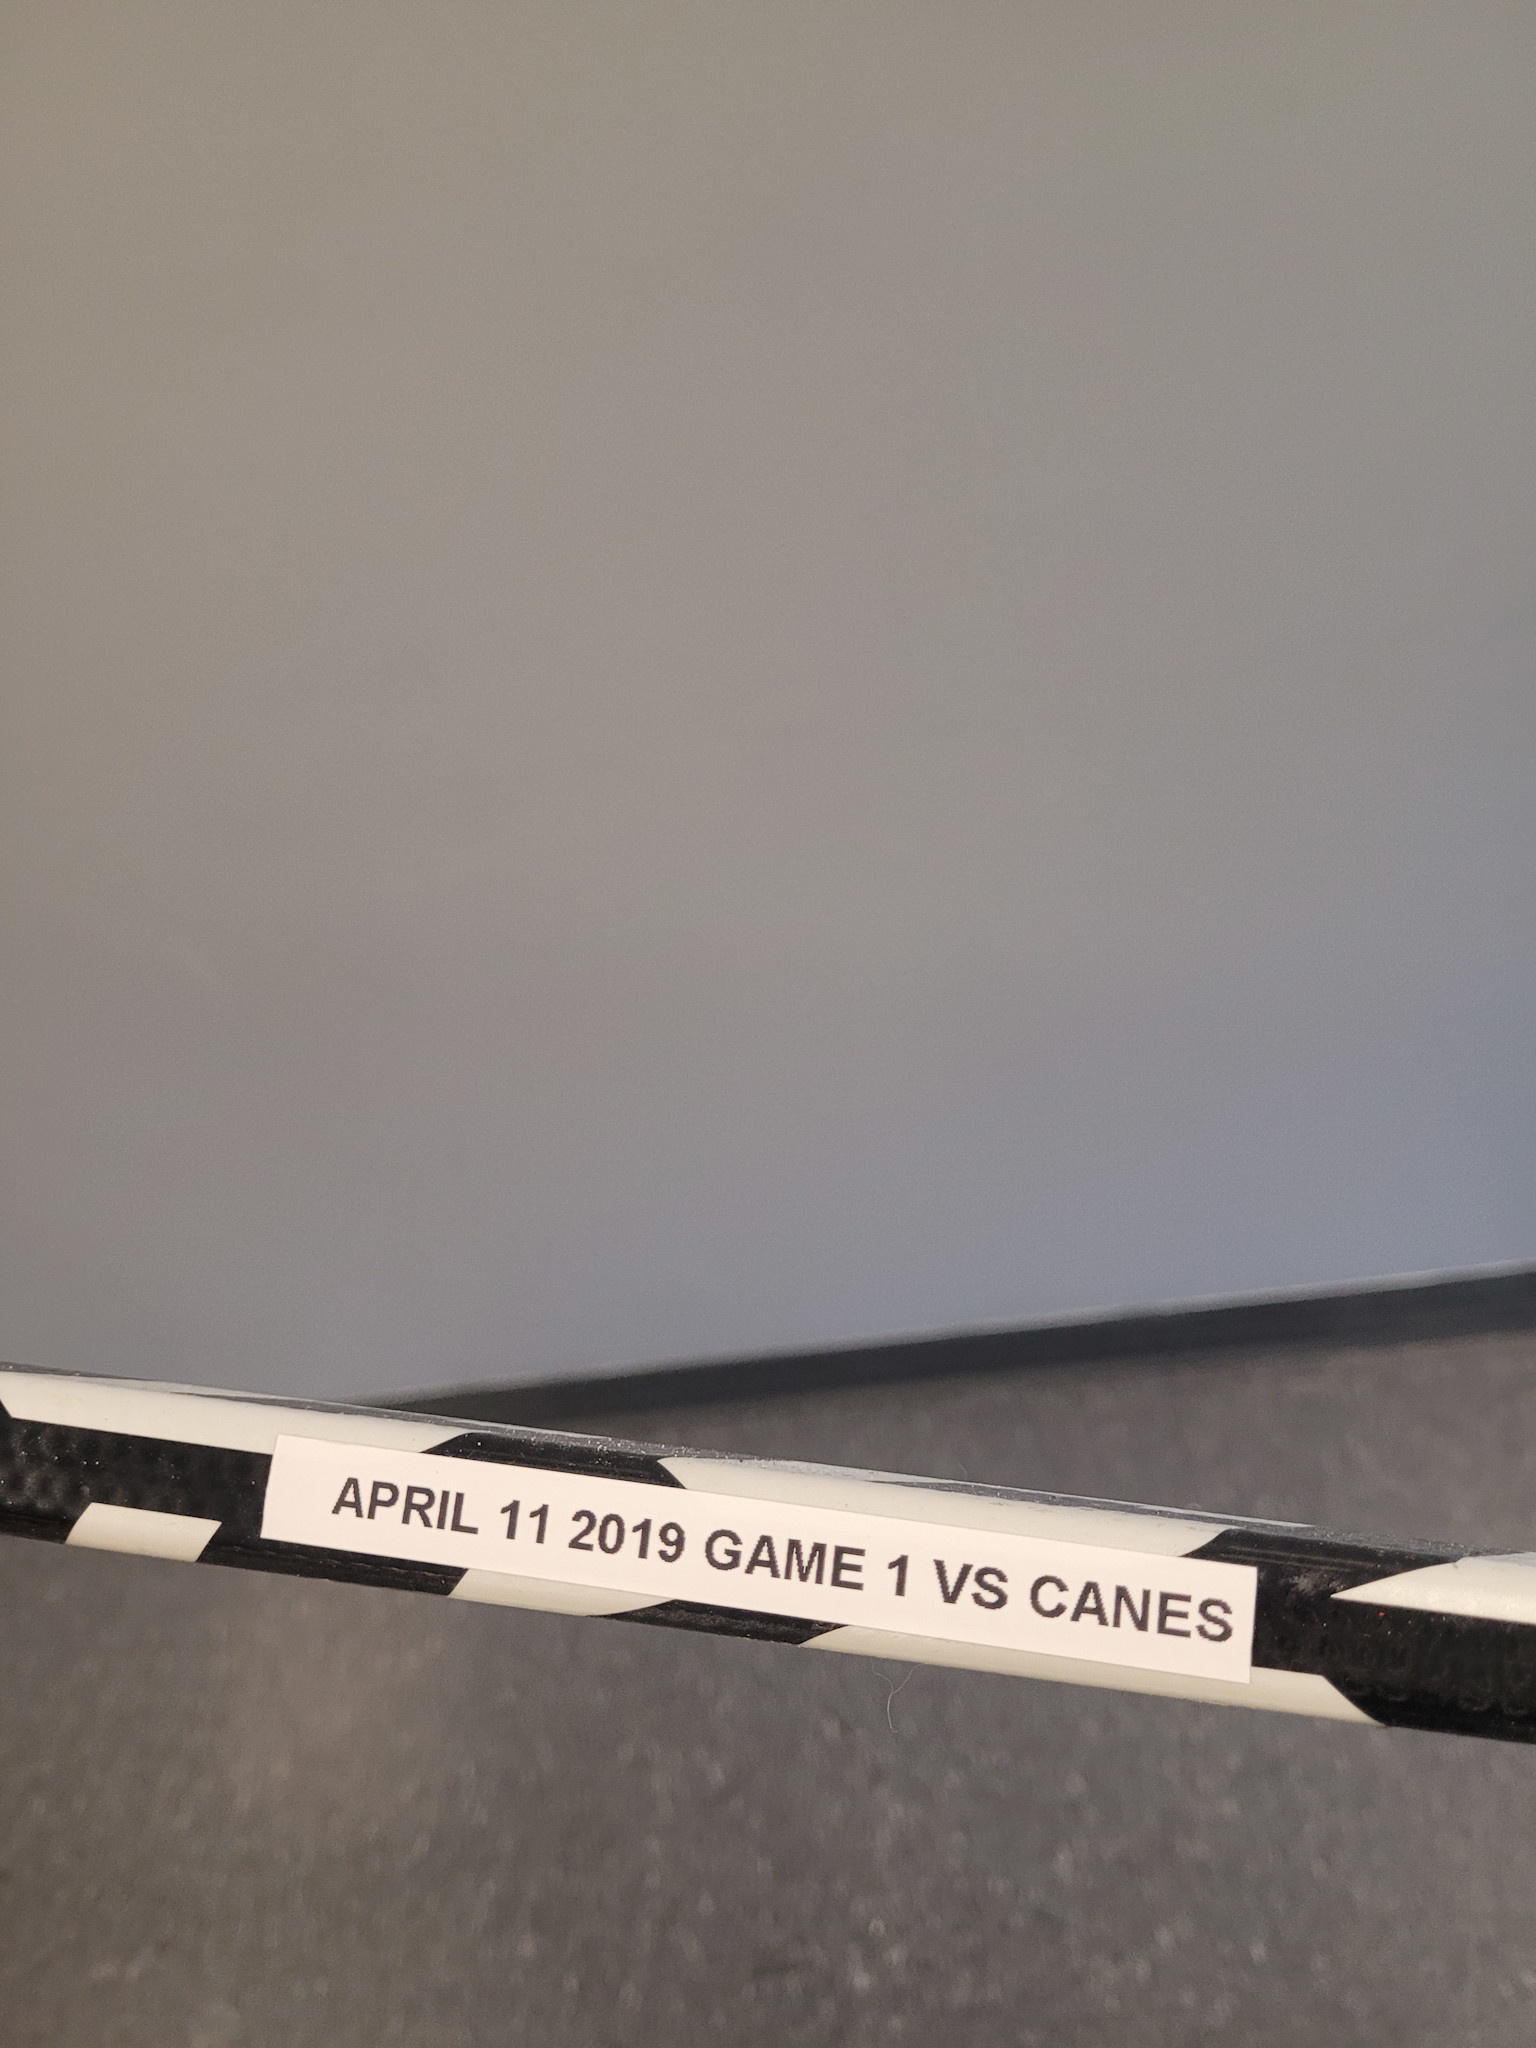 APRIL 11 2019 GAME 1 VS CANES